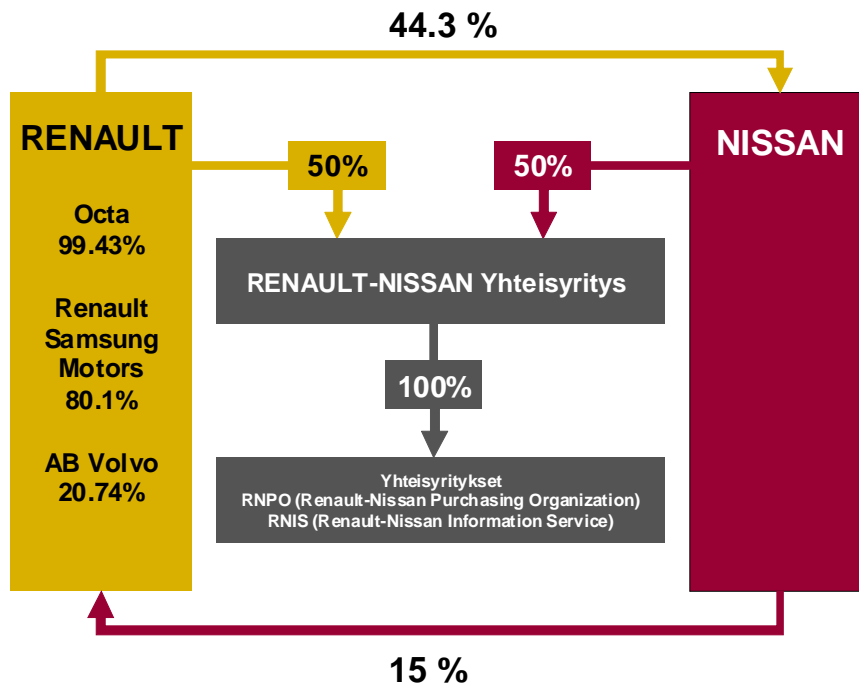 44.3 %
RENAULT
NISSAN
50%
50%
Octa
99.43%
RENAULT-NISSAN Yhteisyritys
Renault
Samsung
Motors
80.1%
100%
AB Volvo
20.74%
Yhteisyritykset
RNPO (Renault-Nissan Purchasing Organization)
RNIS (Renault-Nissan Information Service)
15 %